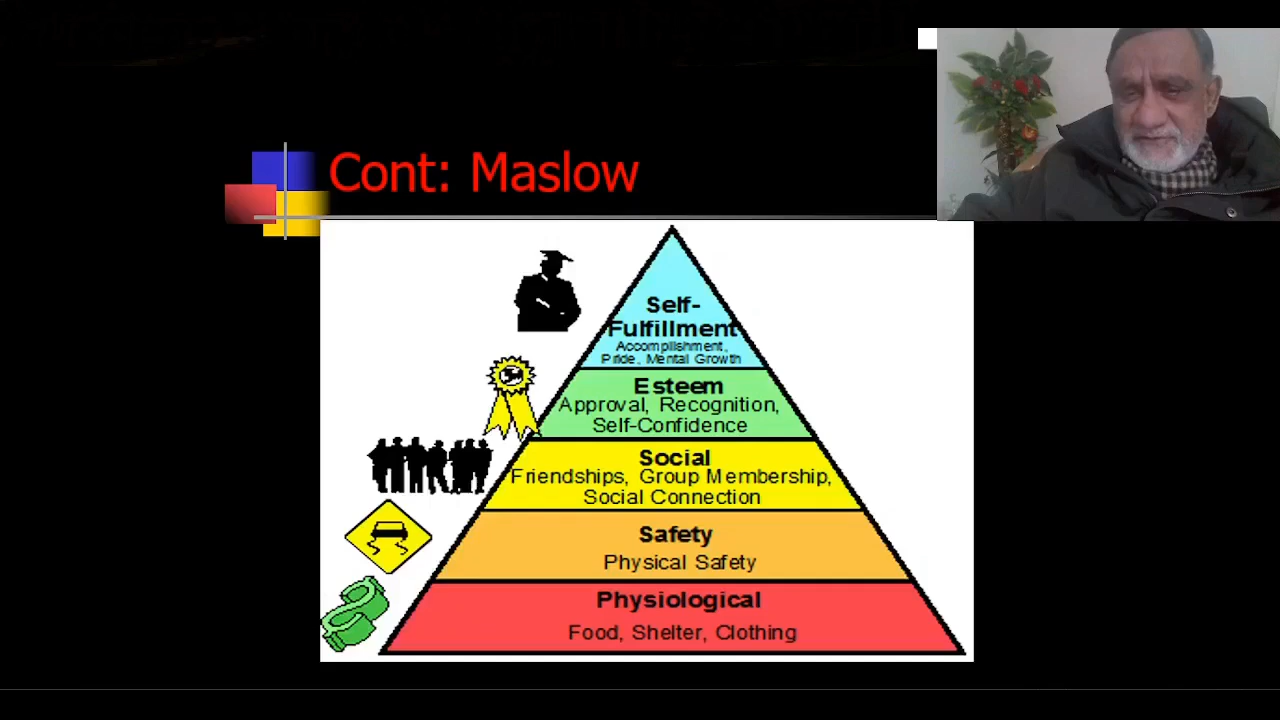 Cont: Maslow
Self-
Fulfillment
Accomplishment,
Pride, Mental Growth
Esteem
Approval, Recognition,
Self-Confidence
Social
Friendships, Group Membership,
Social Connection
Safety
Physical Safety
Physiological
Food, Shelter, Clothing